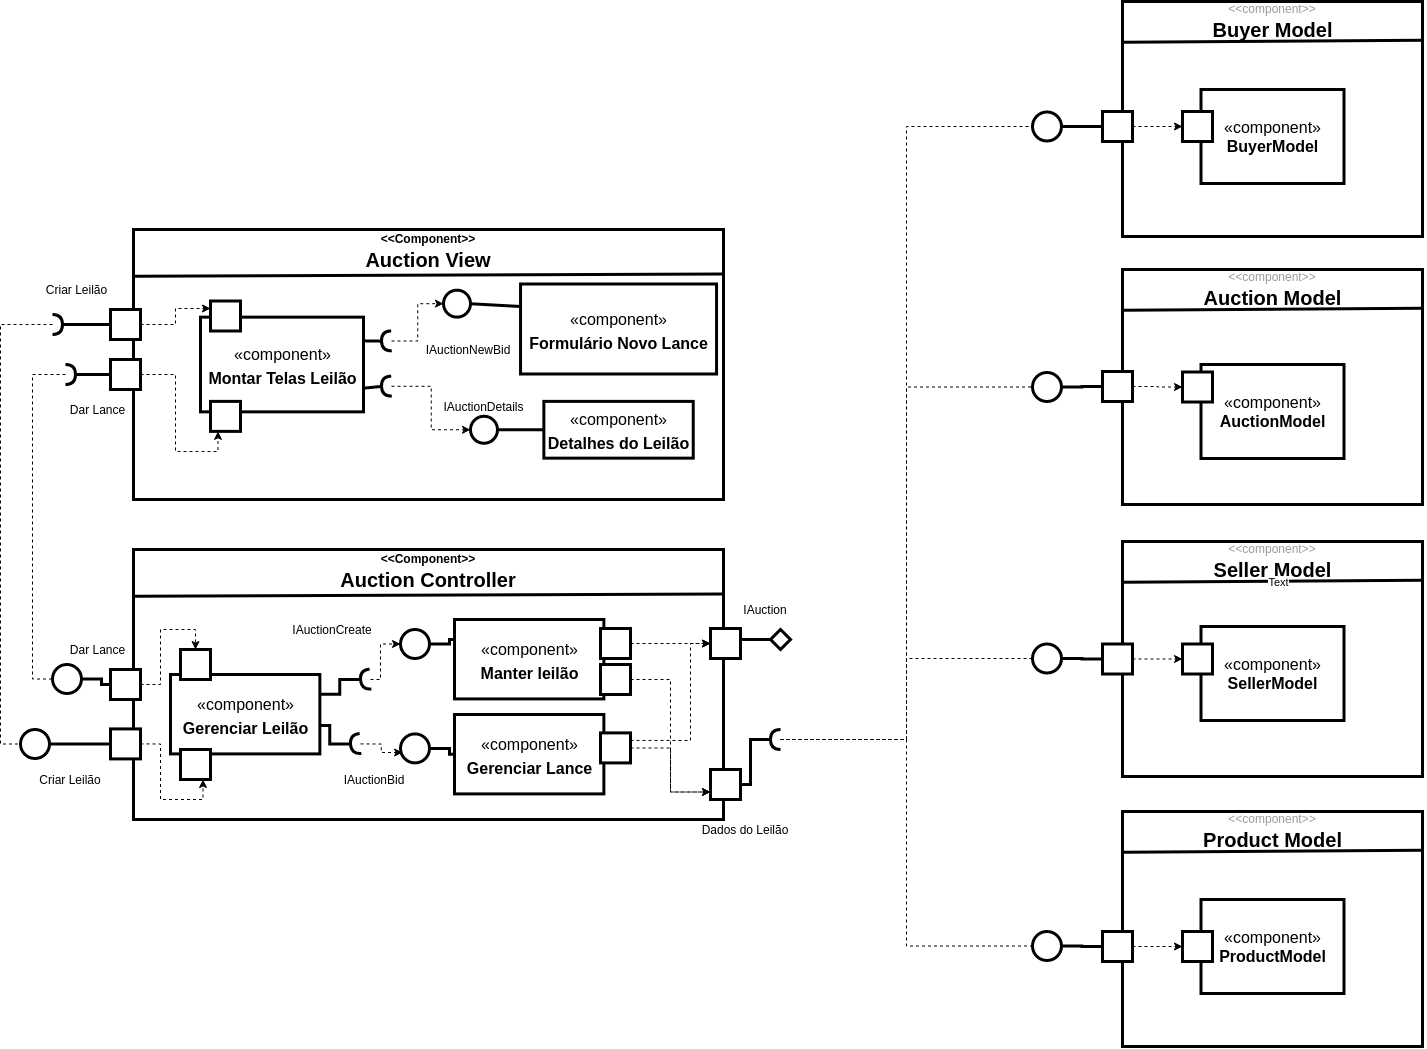 <<component>>
Buyer Model
«component»
BuyerModel
<<Component>>
Auction View
Criar Leilão
Dar Lance
«component»
Montar Telas Leilão
IAuctionNewBid
«component»
Formulário Novo Lance
IAuctionDetails
«component»
Detalhes do Leilão
<<component>>
Auction Model
«component»
AuctionModel
<<Component>>
Auction Controller
Dar Lance
Criar Leilão
«component»
Gerenciar Leilão
IAuctionCreate
IAuctionBid
«component»
Manter leilão
«component»
Gerenciar Lance
IAuction
Dados do Leilão
<<component>>
Seller Model
Text
«component»
SellerModel
<<component>>
Product Model
«component»
ProductModel